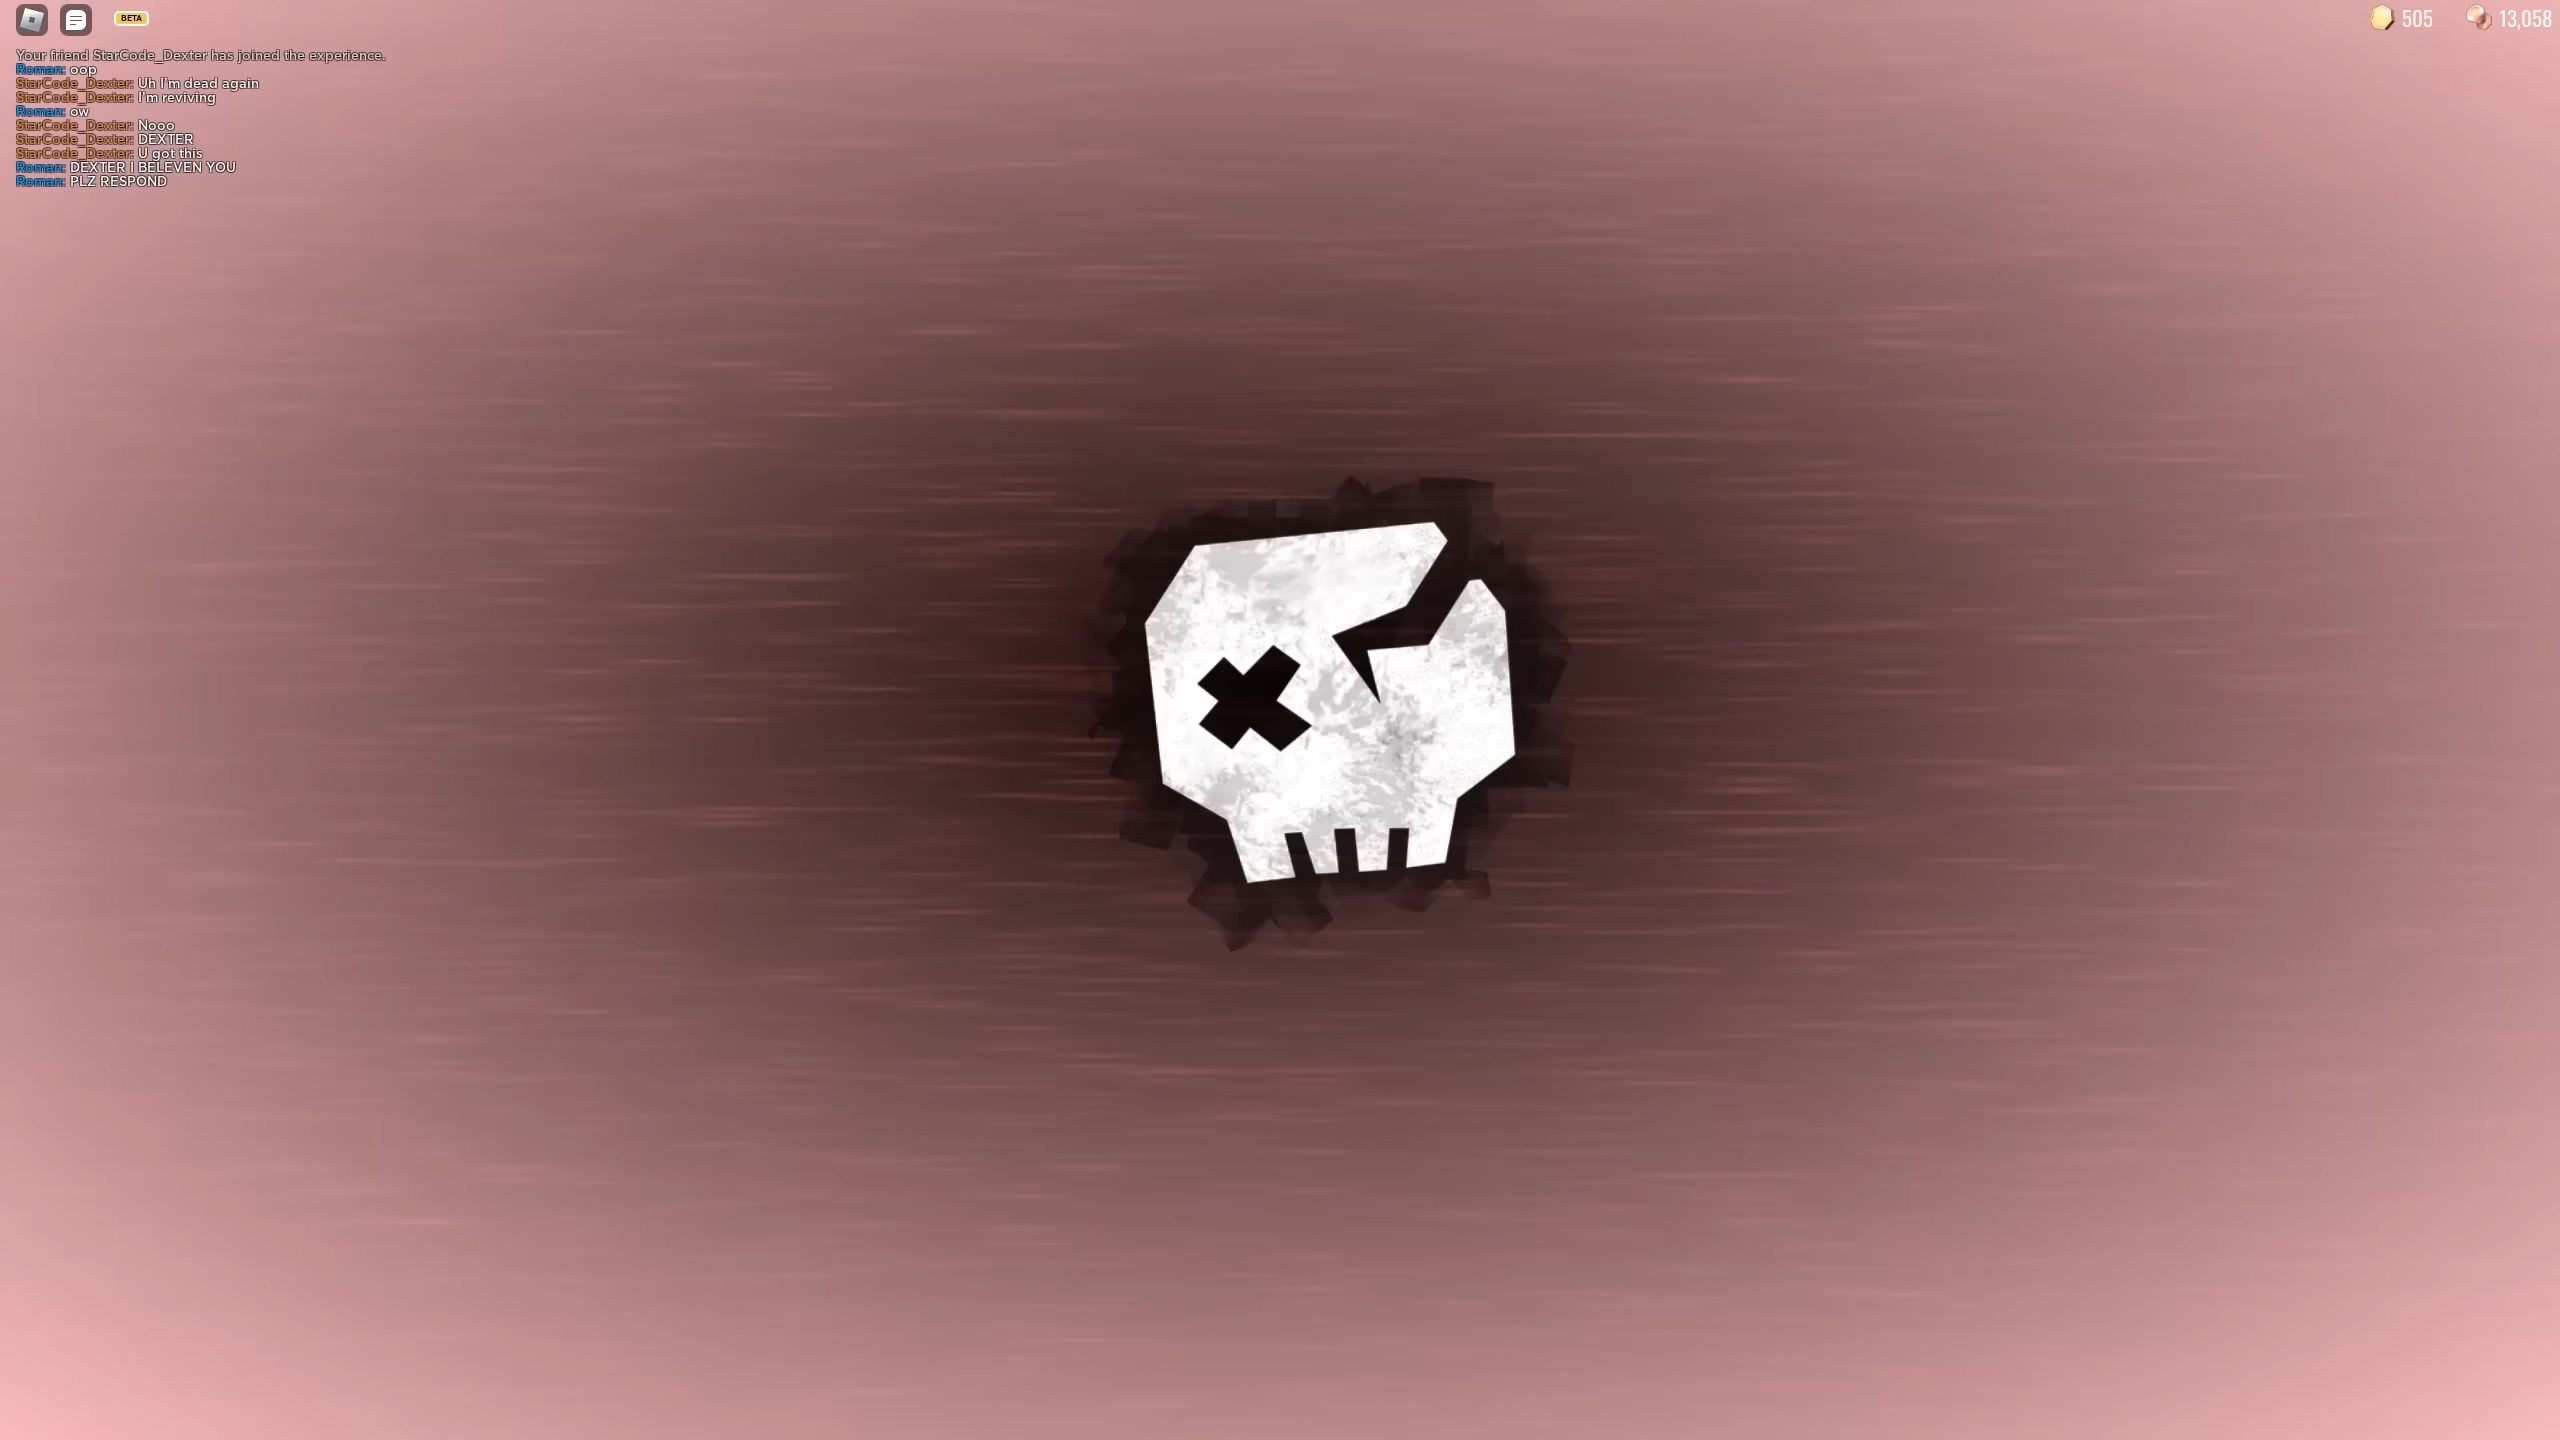 BETA
505
13,058
Your friend StarCode_Dexter has joined the experience.
Roman: oop
StarCode_Dexter: Uh I'm dead again
StarCode_Dexter: I'm reviving
Roman: ow
StarCode_Dexter: Nooo
StarCode_Dexter: DEXTER
StarCode_Dexter: U got this
Roman: DEXTER I BELEVEN YOU
Roman: PLZ RESPOND